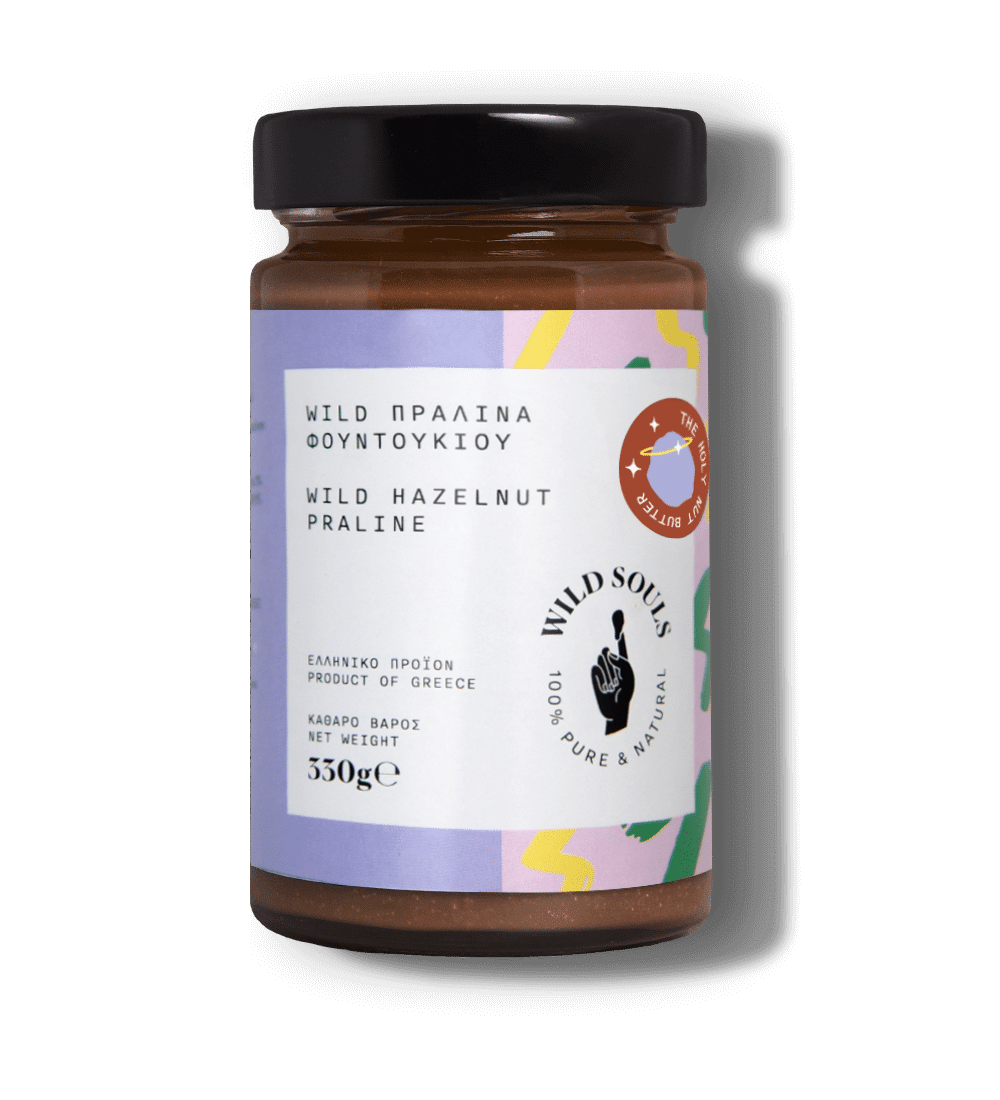 WILD ΠΡΑΛΙΝΑ
ΦΟΥΝΤΟΥΚΙΟΥ
WILD HAZELNUT
PRALINE
THE HOLY NUT BUTTER
WILD SOULS
100% PURE & NATURAL
ΕΛΛΗΝΙΚΟ ΠΡΟΪΟΝ
PRODUCT OF GREECE
ΚΑΘΑΡΟ ΒΑΡΟΣ
NET WEIGHT
330g℮